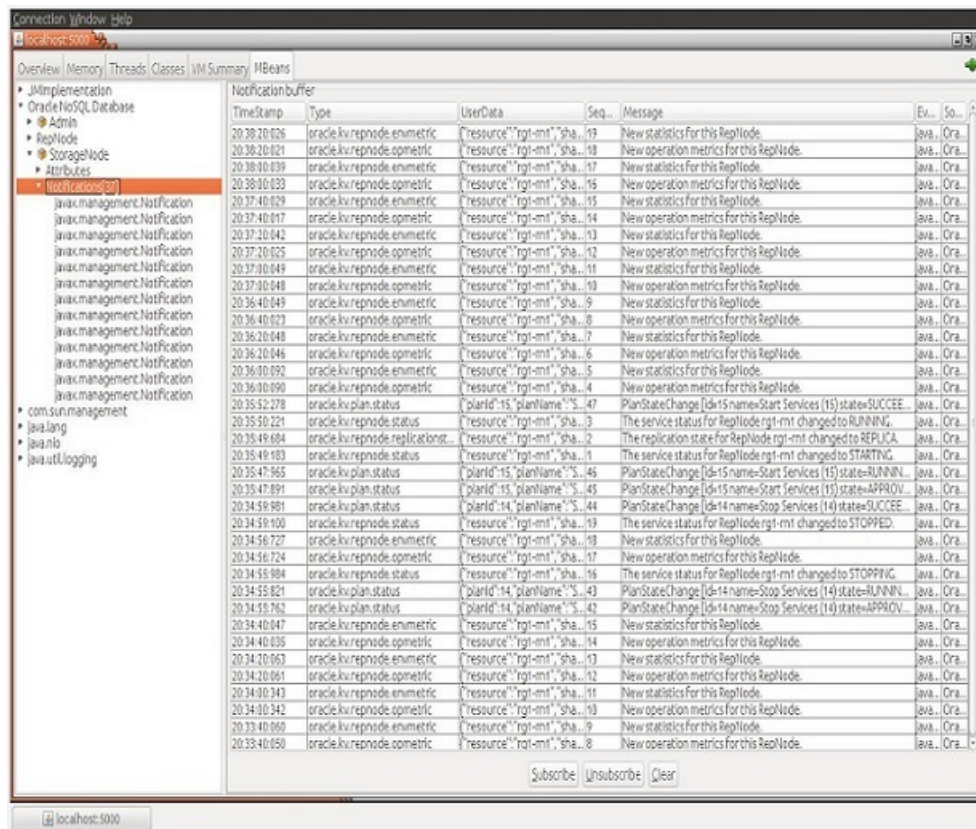 Connection Window Help
localhost:5000
Overview Memory Threads Classes VM Summary MBeans
JMImplementation
Oracle NoSQL Database
Admin
RepNode
StorageNode
Attributes
Notifications[37]
javax.management.Notification
javax.management.Notification
javax.management.Notification
javax.management.Notification
javax.management.Notification
javax.management.Notification
javax.management.Notification
javax.management.Notification
javax.management.Notification
javax.management.Notification
javax.management.Notification
javax.management.Notification
javax.management.Notification
com.sun.management
java.lang
java.nio
java.util.logging
Notification buffer
TimeStamp Type UserData Seq... Message Ev... So...
20:38:20:026 oracle.kv.repnode.envmetric {"resource":"rg1-rn1","sha... 19 New statistics for this RepNode. java... Ora...
20:38:20:021 oracle.kv.repnode.opmetric {"resource":"rg1-rn1","sha... 18 New operation metrics for this RepNode. java... Ora...
20:38:00:039 oracle.kv.repnode.envmetric {"resource":"rg1-rn1","sha... 17 New statistics for this RepNode. java... Ora...
20:38:00:033 oracle.kv.repnode.opmetric {"resource":"rg1-rn1","sha... 16 New operation metrics for this RepNode. java... Ora...
20:37:40:029 oracle.kv.repnode.envmetric {"resource":"rg1-rn1","sha... 15 New statistics for this RepNode. java... Ora...
20:37:40:017 oracle.kv.repnode.opmetric {"resource":"rg1-rn1","sha... 14 New operation metrics for this RepNode. java... Ora...
20:37:20:042 oracle.kv.repnode.envmetric {"resource":"rg1-rn1","sha... 13 New statistics for this RepNode. java... Ora...
20:37:20:025 oracle.kv.repnode.opmetric {"resource":"rg1-rn1","sha... 12 New operation metrics for this RepNode. java... Ora...
20:37:00:049 oracle.kv.repnode.envmetric {"resource":"rg1-rn1","sha... 11 New statistics for this RepNode. java... Ora...
20:37:00:048 oracle.kv.repnode.opmetric {"resource":"rg1-rn1","sha... 10 New operation metrics for this RepNode. java... Ora...
20:36:40:049 oracle.kv.repnode.envmetric {"resource":"rg1-rn1","sha... 9 New statistics for this RepNode. java... Ora...
20:36:40:023 oracle.kv.repnode.opmetric {"resource":"rg1-rn1","sha... 8 New operation metrics for this RepNode. java... Ora...
20:36:20:048 oracle.kv.repnode.envmetric {"resource":"rg1-rn1","sha... 7 New statistics for this RepNode. java... Ora...
20:36:20:046 oracle.kv.repnode.opmetric {"resource":"rg1-rn1","sha... 6 New operation metrics for this RepNode. java... Ora...
20:36:00:092 oracle.kv.repnode.envmetric {"resource":"rg1-rn1","sha... 5 New statistics for this RepNode. java... Ora...
20:36:00:090 oracle.kv.repnode.opmetric {"resource":"rg1-rn1","sha... 4 New operation metrics for this RepNode. java... Ora...
20:35:52:278 oracle.kv.plan.status {"planId":15,"planName":"S... 47 PlanStateChange [id=15 name=Start Services (15) state=SUCCEE... java... Ora...
20:35:50:221 oracle.kv.repnode.status {"resource":"rg1-rn1","sha... 3 The service status for RepNode rg1-rn1 changed to RUNNING. java... Ora...
20:35:49:684 oracle.kv.repnode.replicationst... {"resource":"rg1-rn1","sha... 2 The replication state for RepNode rg1-rn1 changed to REPLICA. java... Ora...
20:35:49:183 oracle.kv.repnode.status {"resource":"rg1-rn1","sha... 1 The service status for RepNode rg1-rn1 changed to STARTING. java... Ora...
20:35:47:965 oracle.kv.plan.status {"planId":15,"planName":"S... 46 PlanStateChange [id=15 name=Start Services (15) state=RUNNIN... java... Ora...
20:35:47:891 oracle.kv.plan.status {"planId":15,"planName":"S... 45 PlanStateChange [id=15 name=Start Services (15) state=APPROV... java... Ora...
20:34:59:981 oracle.kv.plan.status {"planId":14,"planName":"S... 44 PlanStateChange [id=14 name=Stop Services (14) state=SUCCEE... java... Ora...
20:34:59:100 oracle.kv.repnode.status {"resource":"rg1-rn1","sha... 19 The service status for RepNode rg1-rn1 changed to STOPPED. java... Ora...
20:34:56:727 oracle.kv.repnode.envmetric {"resource":"rg1-rn1","sha... 18 New statistics for this RepNode. java... Ora...
20:34:56:724 oracle.kv.repnode.opmetric {"resource":"rg1-rn1","sha... 17 New operation metrics for this RepNode. java... Ora...
20:34:55:984 oracle.kv.repnode.status {"resource":"rg1-rn1","sha... 16 The service status for RepNode rg1-rn1 changed to STOPPING. java... Ora...
20:34:55:821 oracle.kv.plan.status {"planId":14,"planName":"S... 43 PlanStateChange [id=14 name=Stop Services (14) state=RUNNIN... java... Ora...
20:34:55:762 oracle.kv.plan.status {"planId":14,"planName":"S... 42 PlanStateChange [id=14 name=Stop Services (14) state=APPROV... java... Ora...
20:34:40:047 oracle.kv.repnode.envmetric {"resource":"rg1-rn1","sha... 15 New statistics for this RepNode. java... Ora...
20:34:40:035 oracle.kv.repnode.opmetric {"resource":"rg1-rn1","sha... 14 New operation metrics for this RepNode. java... Ora...
20:34:20:063 oracle.kv.repnode.envmetric {"resource":"rg1-rn1","sha... 13 New statistics for this RepNode. java... Ora...
20:34:20:061 oracle.kv.repnode.opmetric {"resource":"rg1-rn1","sha... 12 New operation metrics for this RepNode. java... Ora...
20:34:00:343 oracle.kv.repnode.envmetric {"resource":"rg1-rn1","sha... 11 New statistics for this RepNode. java... Ora...
20:34:00:342 oracle.kv.repnode.opmetric {"resource":"rg1-rn1","sha... 10 New operation metrics for this RepNode. java... Ora...
20:33:40:060 oracle.kv.repnode.envmetric {"resource":"rg1-rn1","sha... 9 New statistics for this RepNode. java... Ora...
20:33:40:050 oracle.kv.repnode.opmetric {"resource":"rg1-rn1","sha... 8 New operation metrics for this RepNode. java... Ora...
Subscribe Unsubscribe Clear
localhost:5000